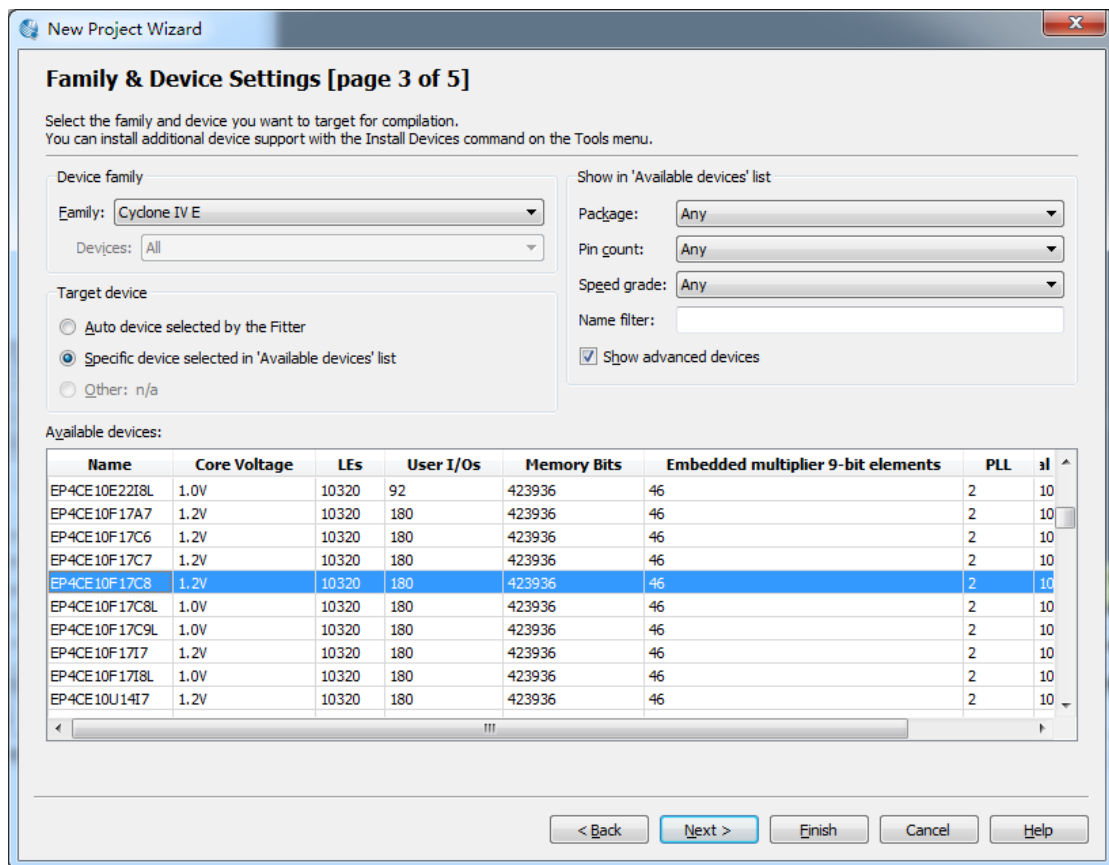 New Project Wizard
Family & Device Settings [page 3 of 5]
Select the family and device you want to target for compilation.
You can install additional device support with the Install Devices command on the Tools menu.
Device family
Family: Cyclone IV E
Devices: All
Target device
Auto device selected by the Fitter
Specific device selected in 'Available devices' list
Other: n/a
Show in 'Available devices' list
Package: Any
Pin count: Any
Speed grade: Any
Name filter:
Show advanced devices
Available devices:
Name Core Voltage LEs User I/Os Memory Bits Embedded multiplier 9-bit elements PLL al
EP4CE10E22I8L 1.0V 10320 92 423936 46 2 10
EP4CE10F17A7 1.2V 10320 180 423936 46 2 10
EP4CE10F17C6 1.2V 10320 180 423936 46 2 10
EP4CE10F17C7 1.2V 10320 180 423936 46 2 10
EP4CE10F17C8 1.2V 10320 180 423936 46 2 10
EP4CE10F17C8L 1.0V 10320 180 423936 46 2 10
EP4CE10F17C9L 1.0V 10320 180 423936 46 2 10
EP4CE10F17I7 1.2V 10320 180 423936 46 2 10
EP4CE10F17I8L 1.0V 10320 180 423936 46 2 10
EP4CE10U14I7 1.2V 10320 180 423936 46 2 10
< Back Next > Finish Cancel Help